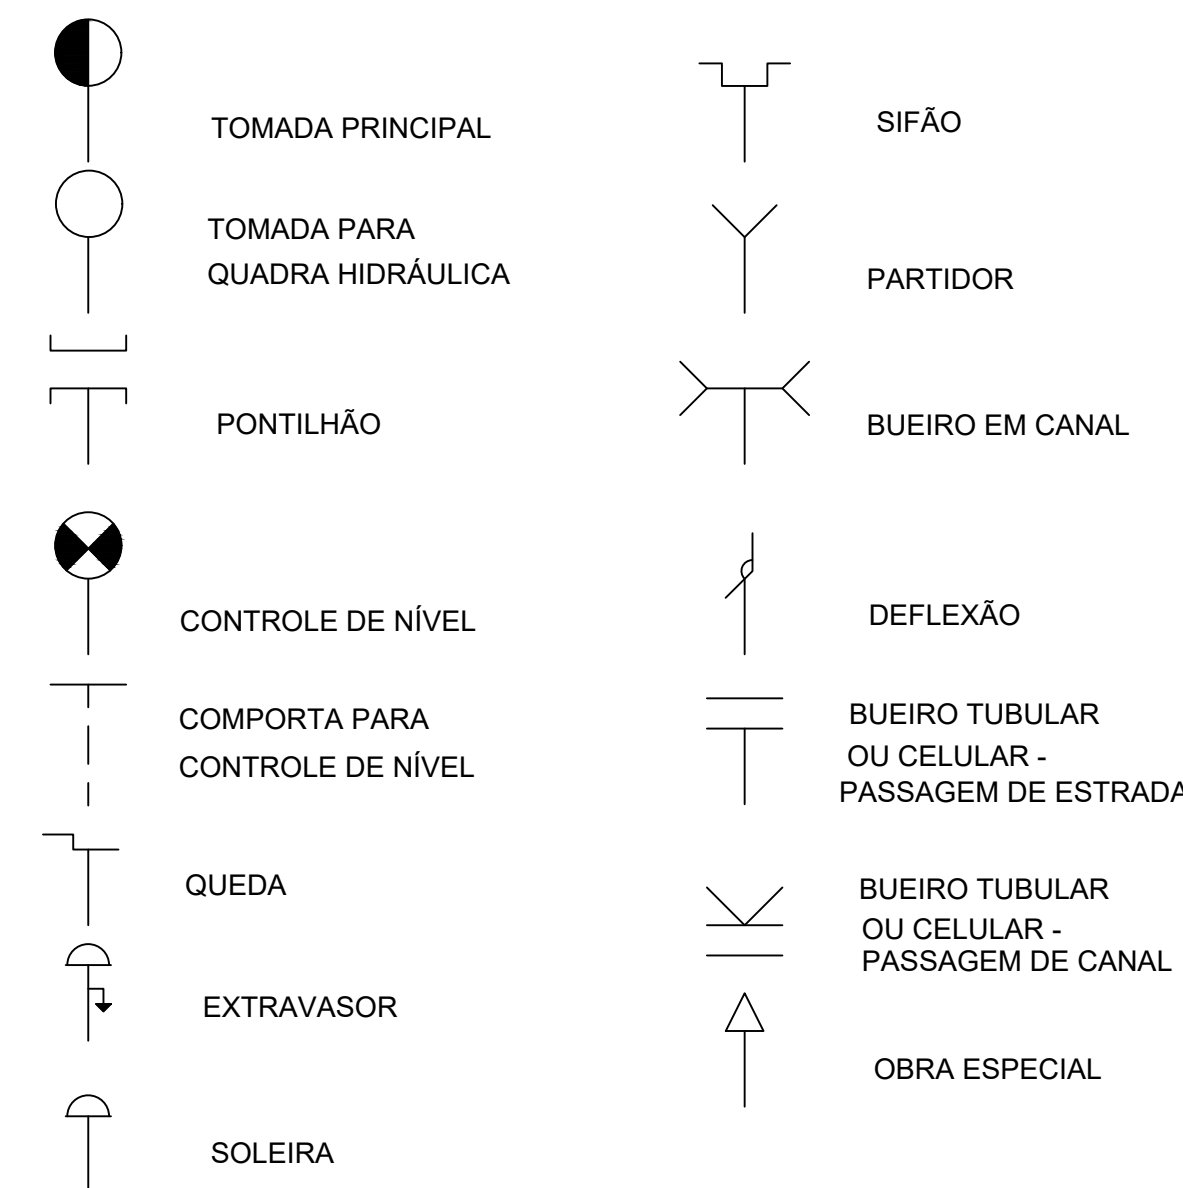 TOMADA PRINCIPAL
TOMADA PARA
QUADRA HIDRÁULICA
PONTILHÃO
CONTROLE DE NÍVEL
COMPORTA PARA
CONTROLE DE NÍVEL
QUEDA
EXTRAVASOR
SOLEIRA
SIFÃO
PARTIDOR
BUEIRO EM CANAL
DEFLEXÃO
BUEIRO TUBULAR
OU CELULAR -
PASSAGEM DE ESTRADA
BUEIRO TUBULAR
OU CELULAR -
PASSAGEM DE CANAL
OBRA ESPECIAL